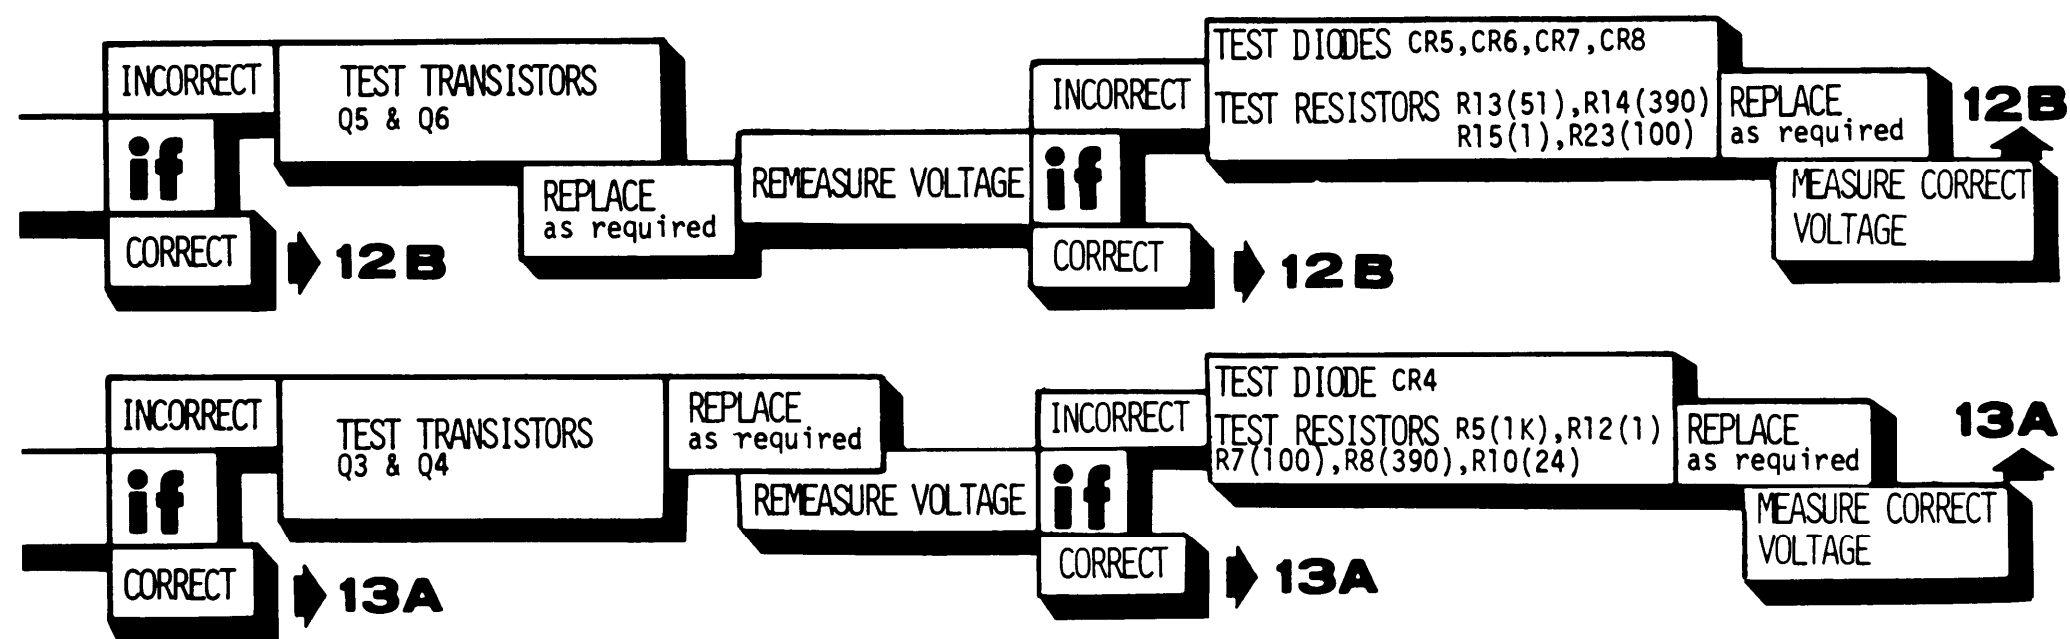 INCORRECT
TEST TRANSISTORS
Q5 & Q6
if
CORRECT
12B
REPLACE
as required
REMEASURE VOLTAGE
INCORRECT
if
CORRECT
12B
TEST DIODES CR5,CR6,CR7,CR8
TEST RESISTORS R13(51),R14(390)
R15(1),R23(100)
REPLACE
as required
12B
MEASURE CORRECT
VOLTAGE
INCORRECT
TEST TRANSISTORS
Q3 & Q4
if
CORRECT
13A
REPLACE
as required
REMEASURE VOLTAGE
INCORRECT
if
CORRECT
13A
TEST DIODE CR4
TEST RESISTORS R5(1K),R12(1)
R7(100),R8(390),R10(24)
REPLACE
as required
13A
MEASURE CORRECT
VOLTAGE